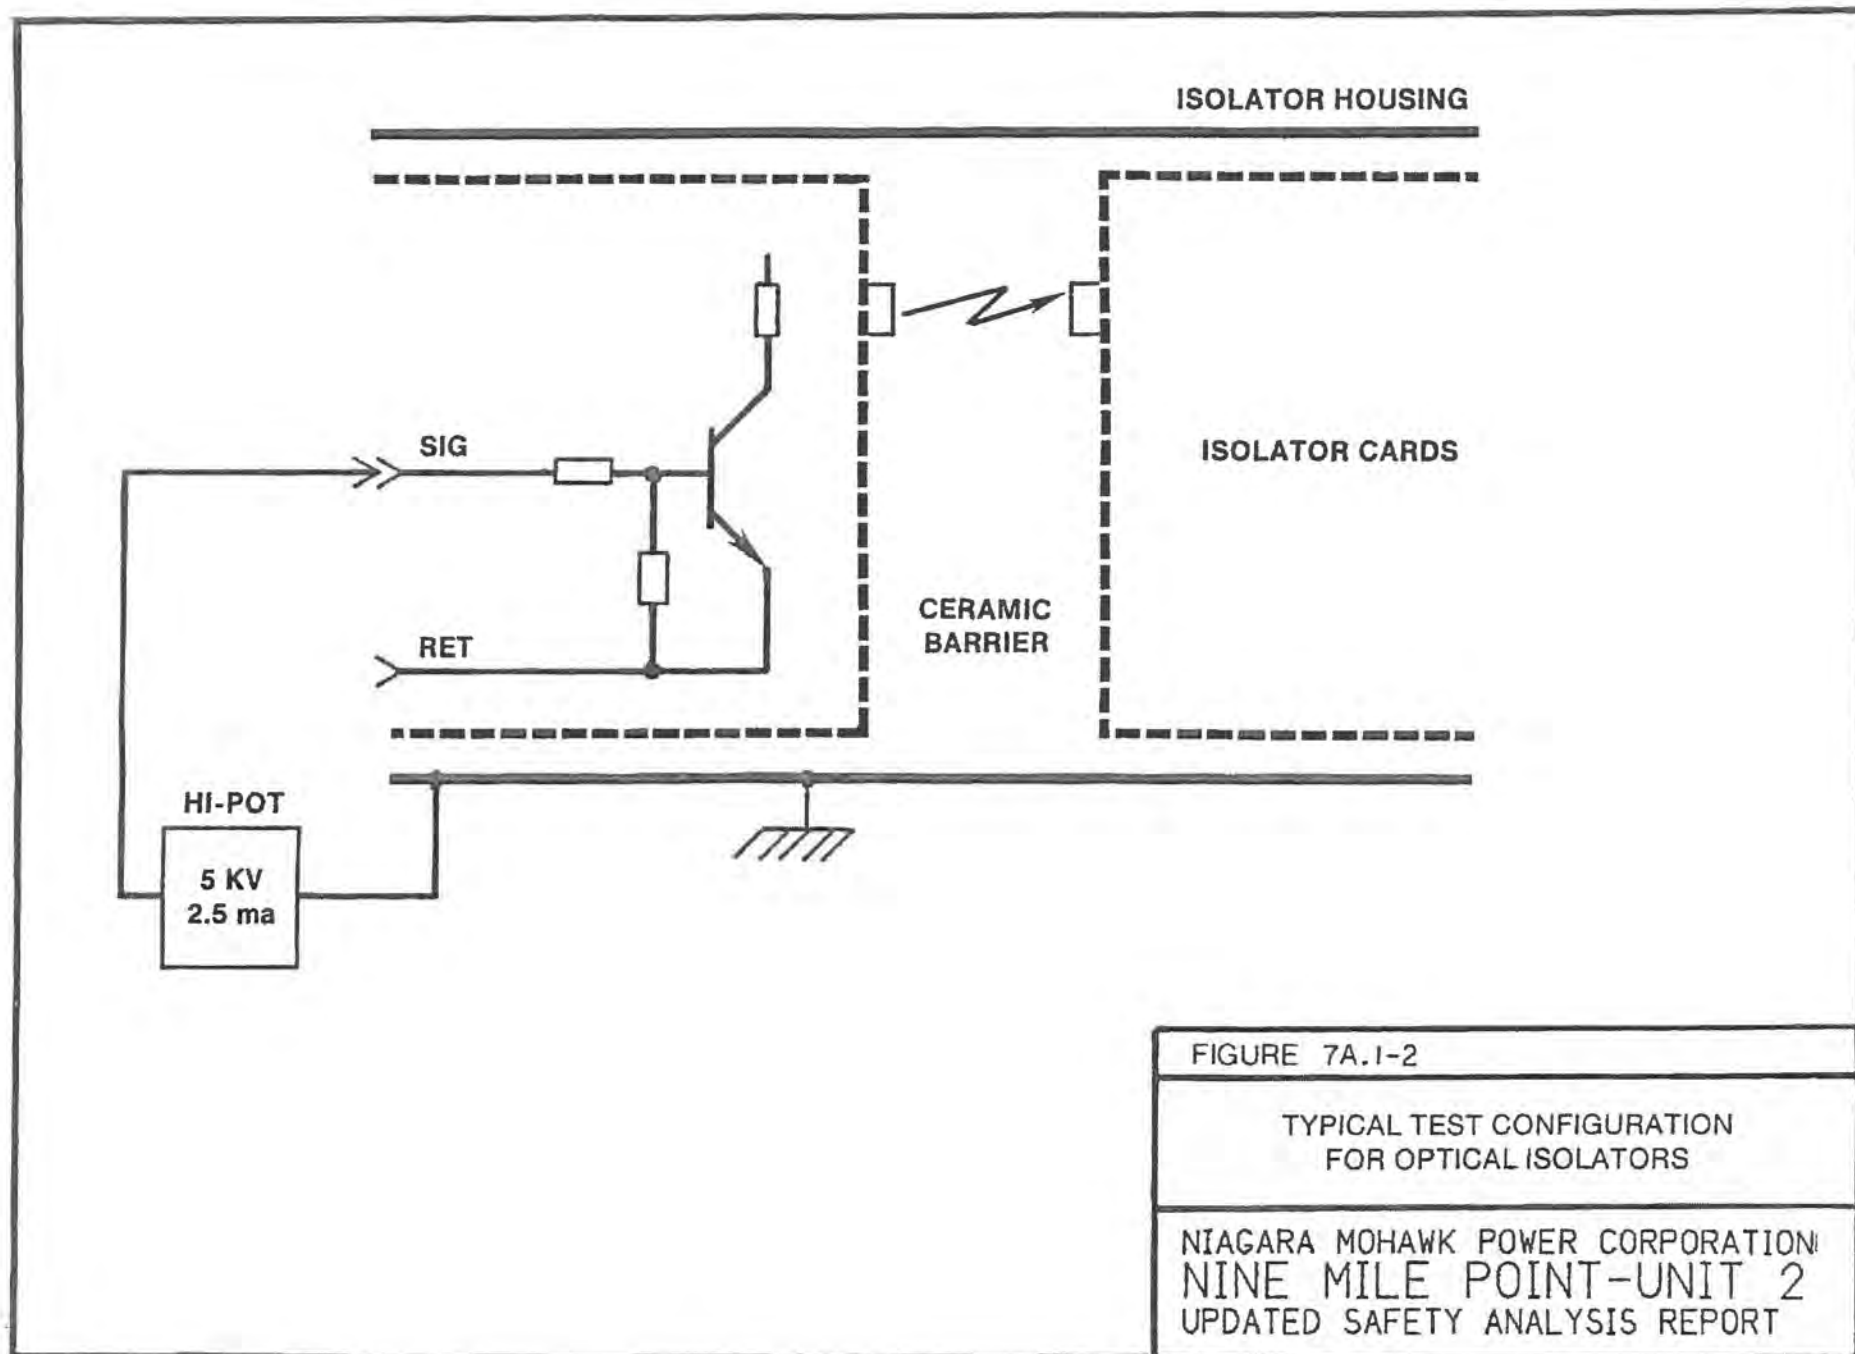 ISOLATOR HOUSING
SIG
ISOLATOR CARDS
CERAMIC
BARRIER
RET
HI-POT
5 KV
2.5 ma
FIGURE 7A.1-2
TYPICAL TEST CONFIGURATION
FOR OPTICAL ISOLATORS
NIAGARA MOHAWK POWER CORPORATION
NINE MILE POINT-UNIT 2
UPDATED SAFETY ANALYSIS REPORT